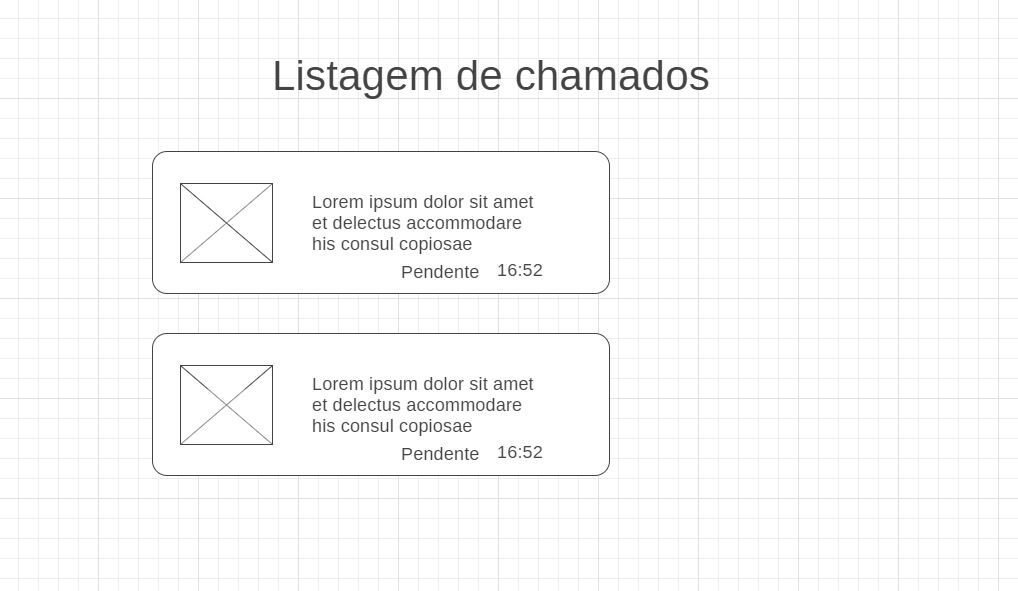 Listagem de chamados
Lorem ipsum dolor sit amet
et delectus accommodare
his consul copiosae
Pendente 16:52
Lorem ipsum dolor sit amet
et delectus accommodare
his consul copiosae
Pendente 16:52